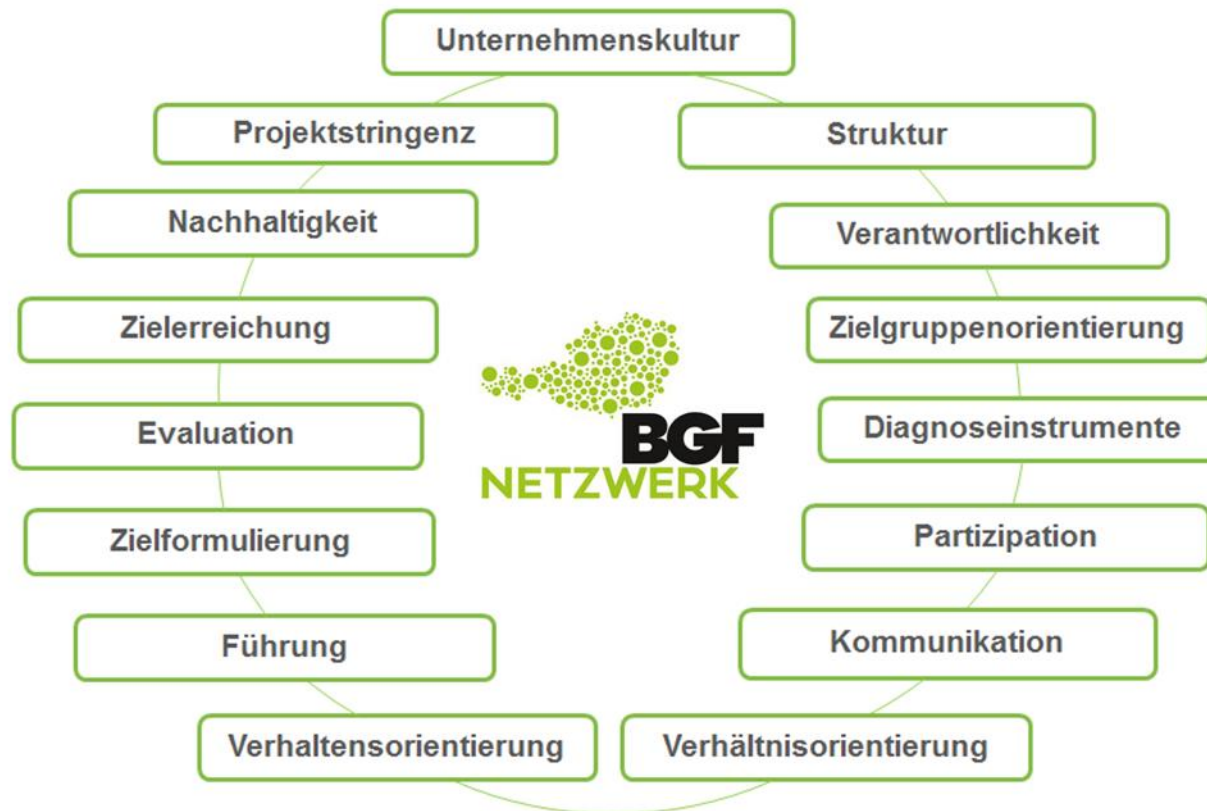 Unternehmenskultur
Projektstringenz
Struktur
Nachhaltigkeit
Verantwortlichkeit
Zielerreichung
Zielgruppenorientierung
Evaluation
Diagnoseinstrumente
Zielformulierung
Partizipation
Führung
Kommunikation
Verhaltensorientierung
Verhältnisorientierung
BGF
NETZWERK